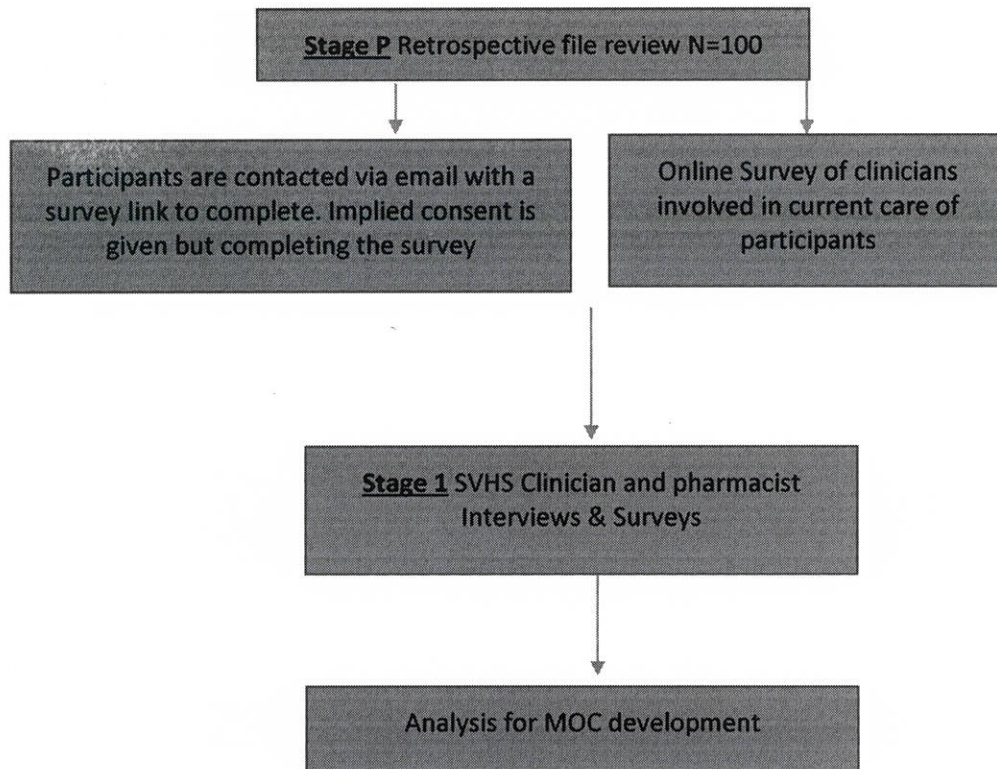 Stage P Retrospective file review N=100
Participants are contacted via email with a
survey link to complete. Implied consent is
given but completing the survey
Online Survey of clinicians
involved in current care of
participants
Stage 1 SVHS Clinician and pharmacist
Interviews & Surveys
Analysis for MOC development